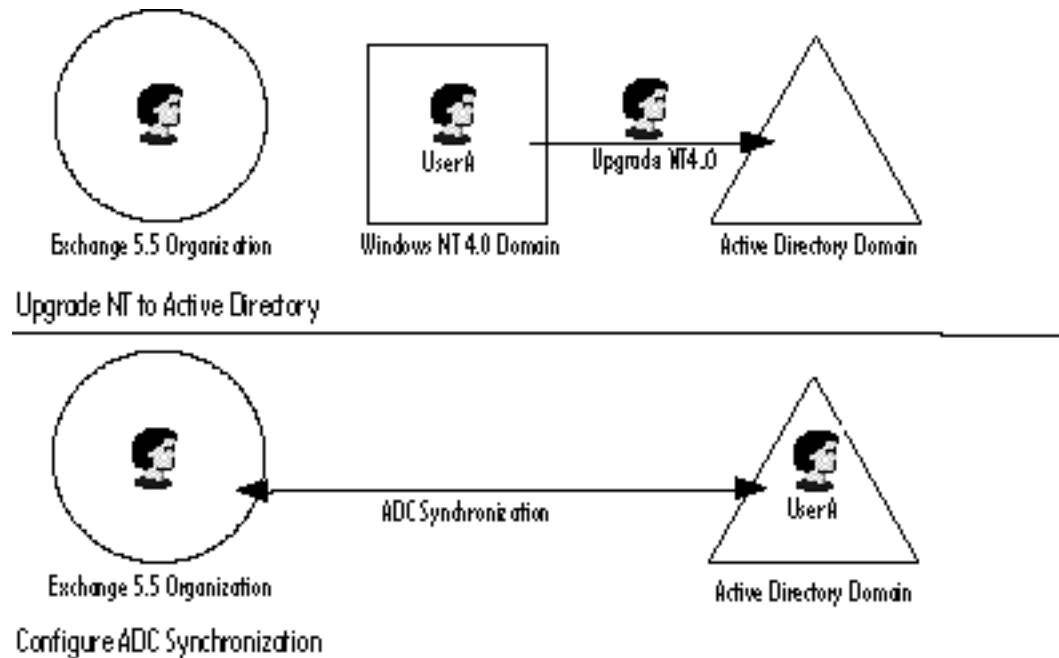 UserA
Upgrade NT4.0
Exchange 5.5 Organization
Windows NT 4.0 Domain
Active Directory Domain
Upgrade NT to Active Directory
UserA
ADC Synchronization
Exchange 5.5 Organization
Active Directory Domain
Configure ADC Synchronization